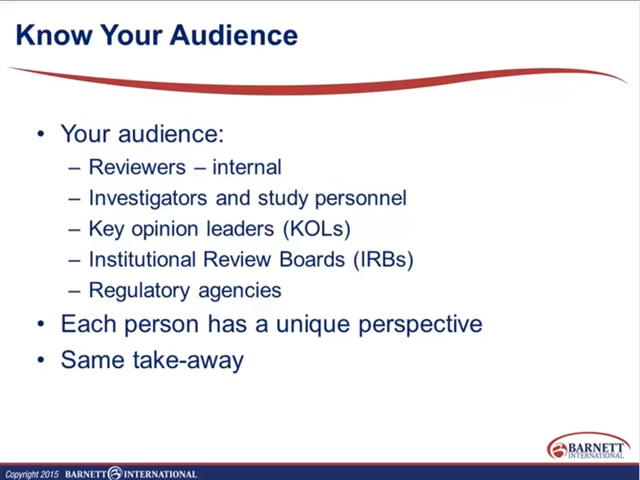 Know Your Audience
• Your audience:
– Reviewers – internal
– Investigators and study personnel
– Key opinion leaders (KOLs)
– Institutional Review Boards (IRBs)
– Regulatory agencies
• Each person has a unique perspective
• Same take-away
BARNETT
INTERNATIONAL
Copyright 2015 BARNETT INTERNATIONAL